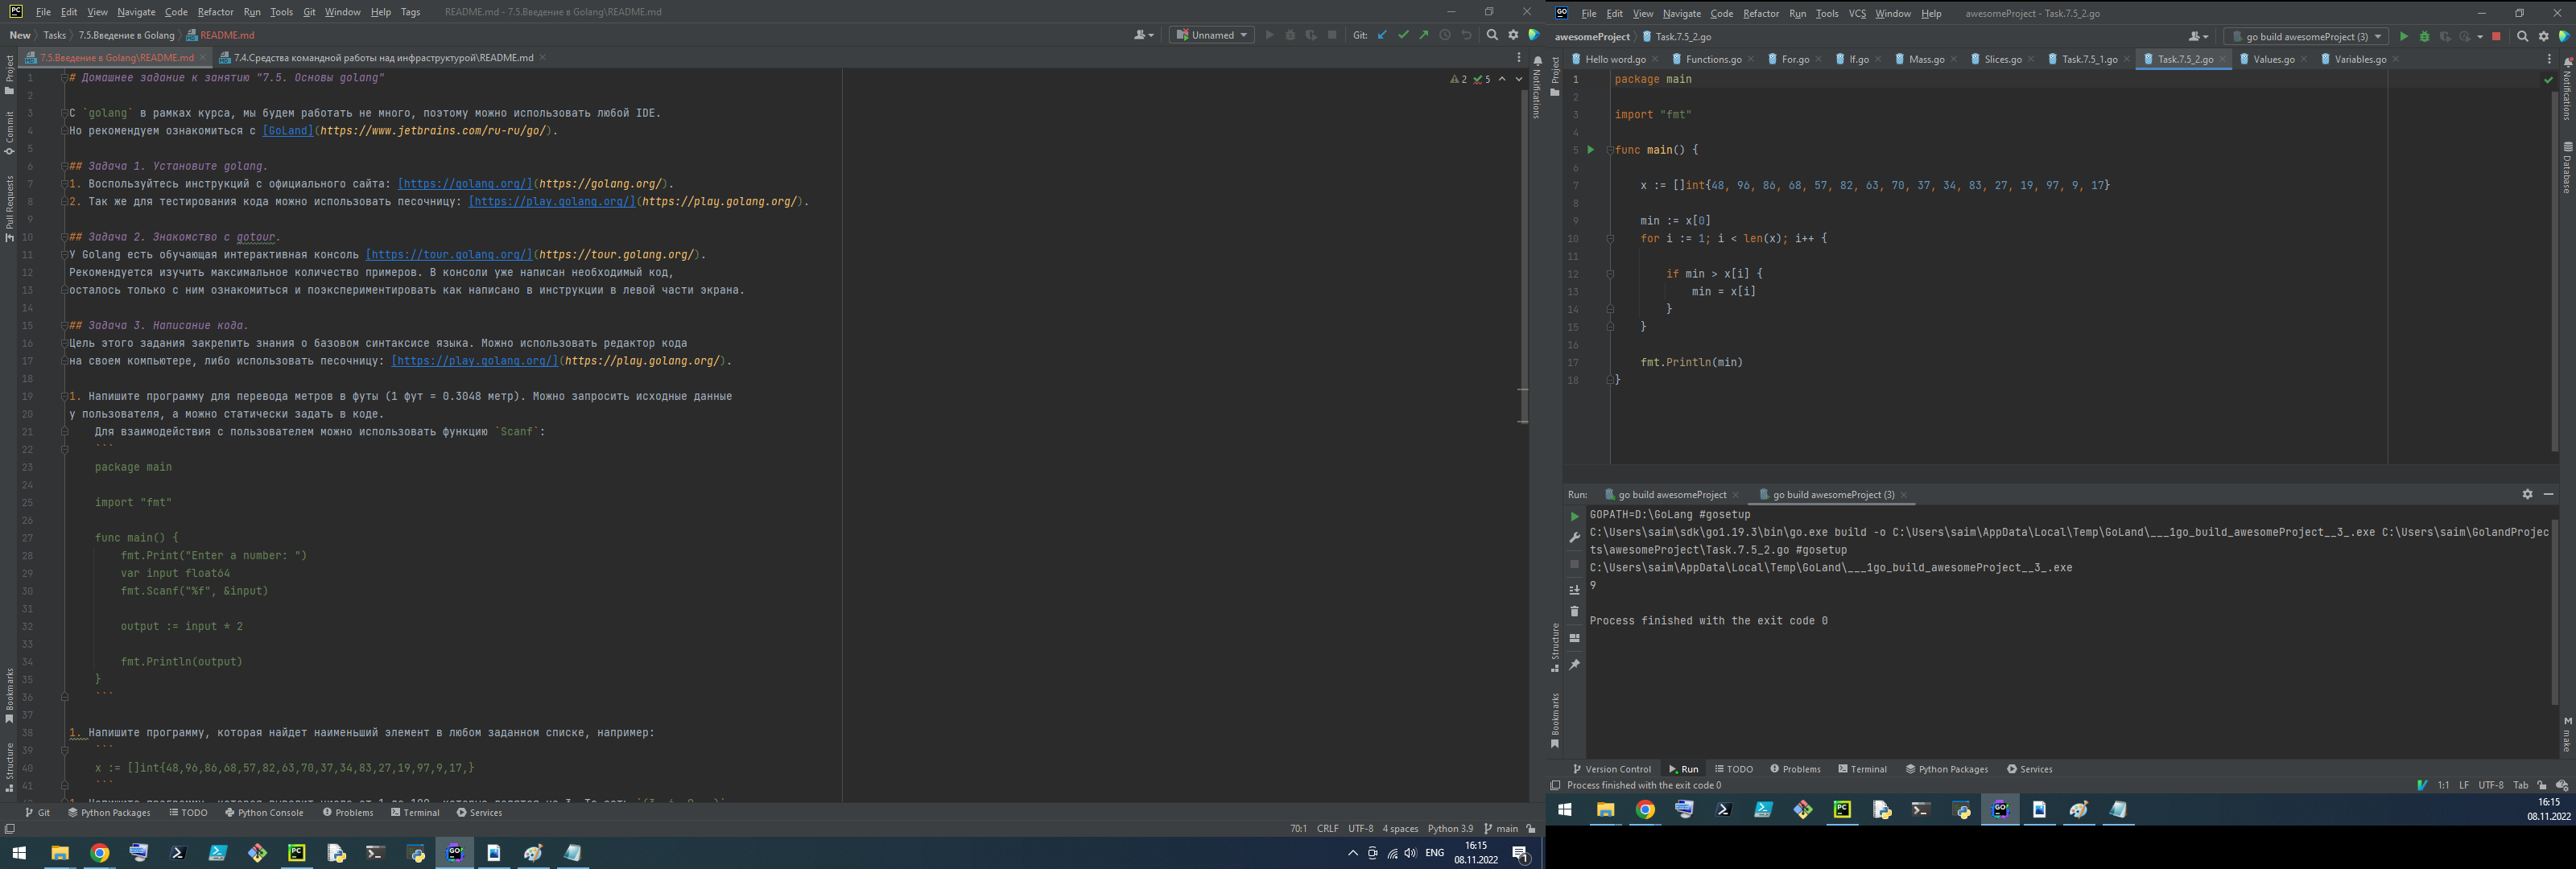 File Edit View Navigate Code Refactor Run Tools Git Window Help Tags README.md - 7.5.Введение в Golang\README.md
New Tasks 7.5.Введение в Golang README.md
Unnamed Git:
7.5.Введение в Golang\README.md 7.4.Средства командной работы над инфраструктурой\README.md
2 5
Project
Commit
Pull Requests
Bookmarks
Structure
Notifications
1 # Домашнее задание к занятию "7.5. Основы golang"
2
3 С `golang` в рамках курса, мы будем работать не много, поэтому можно использовать любой IDE.
4 Но рекомендуем ознакомиться с [GoLand](https://www.jetbrains.com/ru-ru/go/).
5
6 ## Задача 1. Установите golang.
7 1. Воспользуйтесь инструкций с официального сайта: [https://golang.org/](https://golang.org/).
8 2. Так же для тестирования кода можно использовать песочницу: [https://play.golang.org/](https://play.golang.org/).
9
10 ## Задача 2. Знакомство с gotour.
11 У Golang есть обучающая интерактивная консоль [https://tour.golang.org/](https://tour.golang.org/).
12 Рекомендуется изучить максимальное количество примеров. В консоли уже написан необходимый код,
13 осталось только с ним ознакомиться и поэкспериментировать как написано в инструкции в левой части экрана.
14
15 ## Задача 3. Написание кода.
16 Цель этого задания закрепить знания о базовом синтаксисе языка. Можно использовать редактор кода
17 на своем компьютере, либо использовать песочницу: [https://play.golang.org/](https://play.golang.org/).
18
19 1. Напишите программу для перевода метров в футы (1 фут = 0.3048 метр). Можно запросить исходные данные
20 у пользователя, а можно статически задать в коде.
21 Для взаимодействия с пользователем можно использовать функцию `Scanf`:
22 ```
23 package main
24
25 import "fmt"
26
27 func main() {
28 fmt.Print("Enter a number: ")
29 var input float64
30 fmt.Scanf("%f", &input)
31
32 output := input * 2
33
34 fmt.Println(output)
35 }
36 ```
37
38 1. Напишите программу, которая найдет наименьший элемент в любом заданном списке, например:
39 ```
40 x := []int{48,96,86,68,57,82,63,70,37,34,83,27,19,97,9,17,}
41 ```
Git Python Packages TODO Python Console Problems Terminal Services
70:1 CRLF UTF-8 4 spaces Python 3.9 main
ENG 16:15
08.11.2022
1
File Edit View Navigate Code Refactor Run Tools VCS Window Help awesomeProject - Task.7.5_2.go
awesomeProject Task.7.5_2.go go build awesomeProject (3)
Hello word.go Functions.go For.go If.go Mass.go Slices.go Task.7.5_1.go Task.7.5_2.go Values.go Variables.go
Project
Structure
Bookmarks
Notifications
Database
make
1 package main
2
3 import "fmt"
4
5 func main() {
6
7 x := []int{48, 96, 86, 68, 57, 82, 63, 70, 37, 34, 83, 27, 19, 97, 9, 17}
8
9 min := x[0]
10 for i := 1; i < len(x); i++ {
11
12 if min > x[i] {
13 min = x[i]
14 }
15 }
16
17 fmt.Println(min)
18 }
Run: go build awesomeProject go build awesomeProject (3)
GOPATH=D:\GoLang #gosetup
C:\Users\saim\sdk\go1.19.3\bin\go.exe build -o C:\Users\saim\AppData\Local\Temp\GoLand\___1go_build_awesomeProject__3_.exe C:\Users\saim\GolandProjec
ts\awesomeProject\Task.7.5_2.go #gosetup
C:\Users\saim\AppData\Local\Temp\GoLand\___1go_build_awesomeProject__3_.exe
9
Process finished with the exit code 0
Version Control Run TODO Problems Terminal Python Packages Services
Process finished with the exit code 0 1:1 LF UTF-8 Tab
16:15
08.11.2022